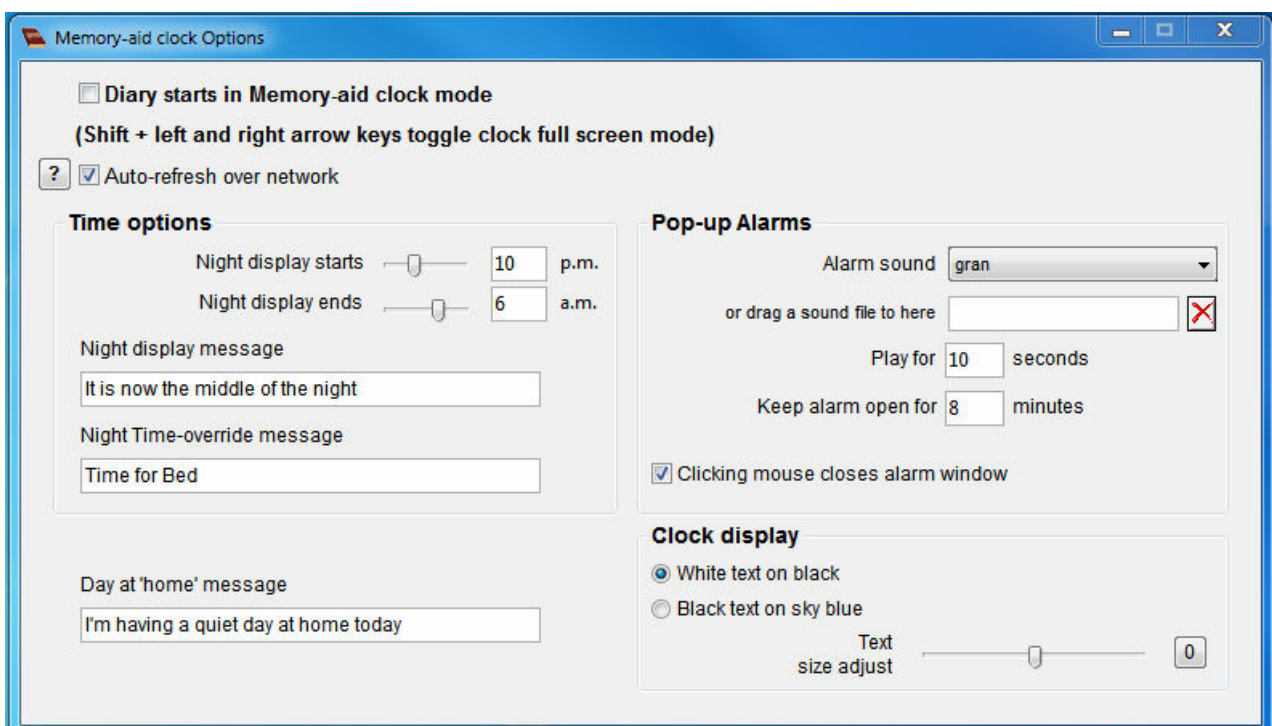 Memory-aid clock Options
Diary starts in Memory-aid clock mode
(Shift + left and right arrow keys toggle clock full screen mode)
? Auto-refresh over network
Time options
Night display starts 10 p.m.
Night display ends 6 a.m.
Night display message
It is now the middle of the night
Night Time-override message
Time for Bed
Day at 'home' message
I'm having a quiet day at home today
Pop-up Alarms
Alarm sound gran
or drag a sound file to here
Play for 10 seconds
Keep alarm open for 8 minutes
Clicking mouse closes alarm window
Clock display
White text on black
Black text on sky blue
Text
size adjust 0